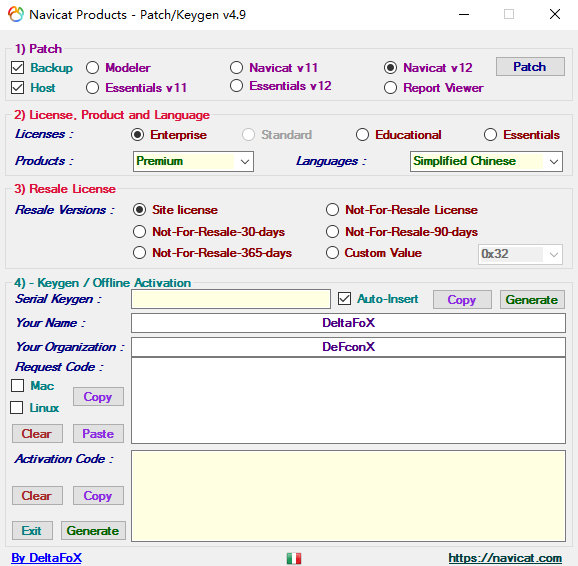 Navicat Products - Patch/Keygen v4.9
1) Patch
Backup Modeler Navicat v11 Navicat v12 Patch
Host Essentials v11 Essentials v12 Report Viewer
2) License, Product and Language
Licenses : Enterprise Standard Educational Essentials
Products : Premium Languages : Simplified Chinese
3) Resale License
Resale Versions : Site license Not-For-Resale License
Not-For-Resale-30-days Not-For-Resale-90-days
Not-For-Resale-365-days Custom Value 0x32
4) - Keygen / Offline Activation
Serial Keygen : Auto-Insert Copy Generate
Your Name : DeltaFoX
Your Organization : DeFconX
Request Code :
Mac
Copy
Linux
Clear Paste
Activation Code :
Clear Copy
Exit Generate
By DeltaFoX https://navicat.com